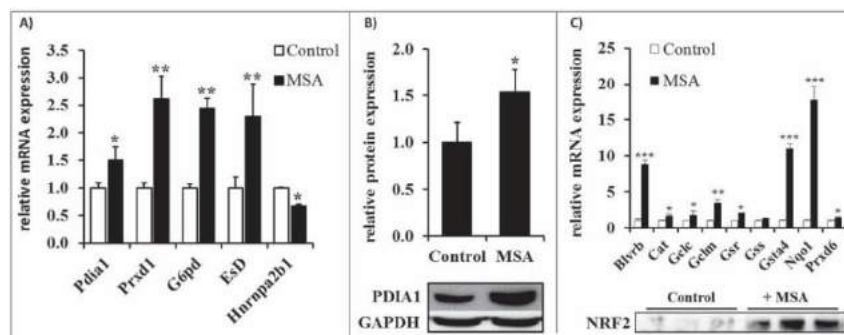 A)
relative mRNA expression
3.5
3.0
2.5
2.0
1.5
1.0
0.5
0.0
Control
MSA
*
**
**
**
*
Pdia1
Prxd1
G6pd
EsD
Hnrnpa2b1
B)
relative protein expression
2.0
1.5
1.0
0.5
0.0
*
Control MSA
PDIA1
GAPDH
C)
relative mRNA expression
25
20
15
10
5
0
Control
MSA
***
*
*
**
*
***
***
*
Blvrb
Cat
Gclc
Gclm
Gsr
Gss
Gsta4
Nqo1
Prxd6
Control + MSA
NRF2